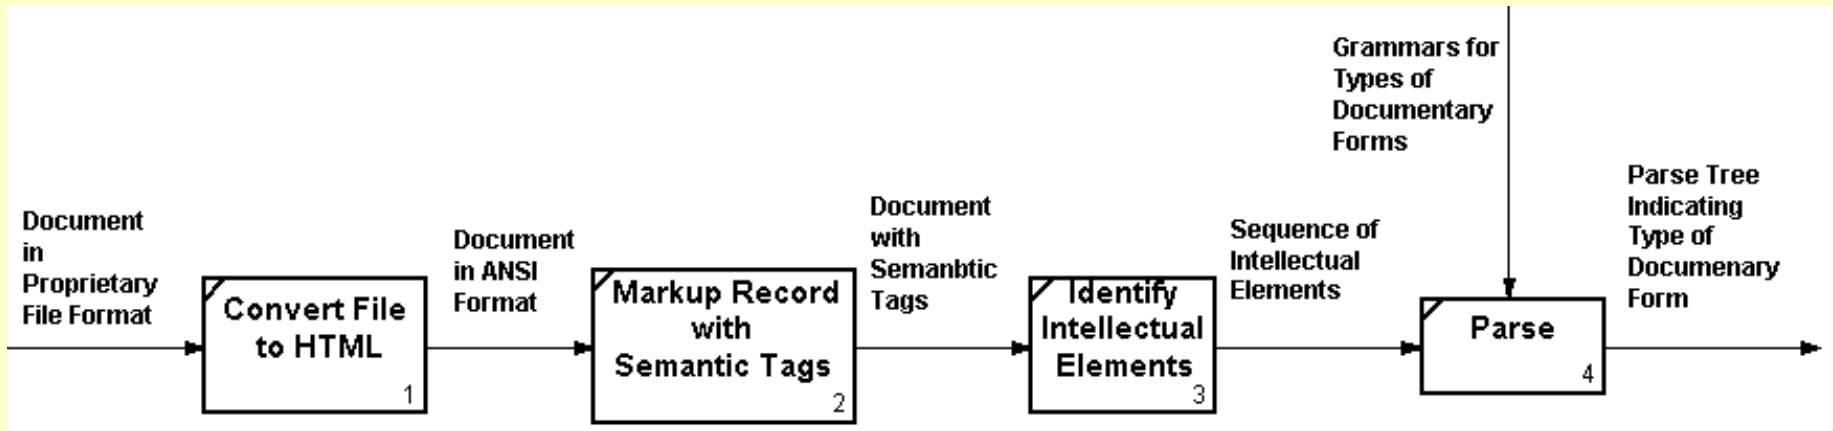 Document
in
Proprietary
File Format
Convert File
to HTML
1
Document
in ANSI
Format
Markup Record
with
Semantic Tags
2
Document
with
Semanbtic
Tags
Identify
Intellectual
Elements
3
Sequence of
Intellectual
Elements
Grammars for
Types of
Documentary
Forms
Parse
4
Parse Tree
Indicating
Type of
Documenary
Form